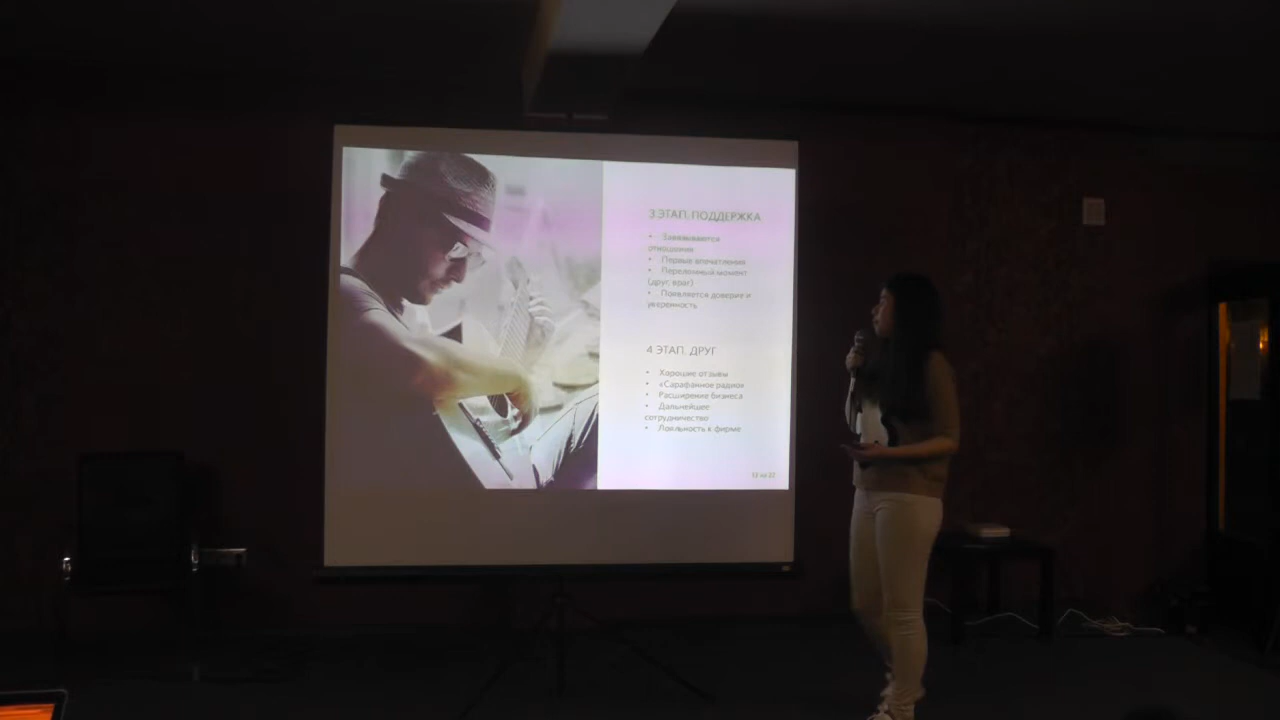 3 ЭТАП. ПОДДЕРЖКА
• Завязываются
отношения
• Первые впечатления
• Переломный момент
(друг, враг)
• Появляется доверие и
уверенность
4 ЭТАП. ДРУГ
• Хорошие отзывы
• «Сарафанное радио»
• Расширение бизнеса
• Дальнейшее
сотрудничество
• Лояльность к фирме